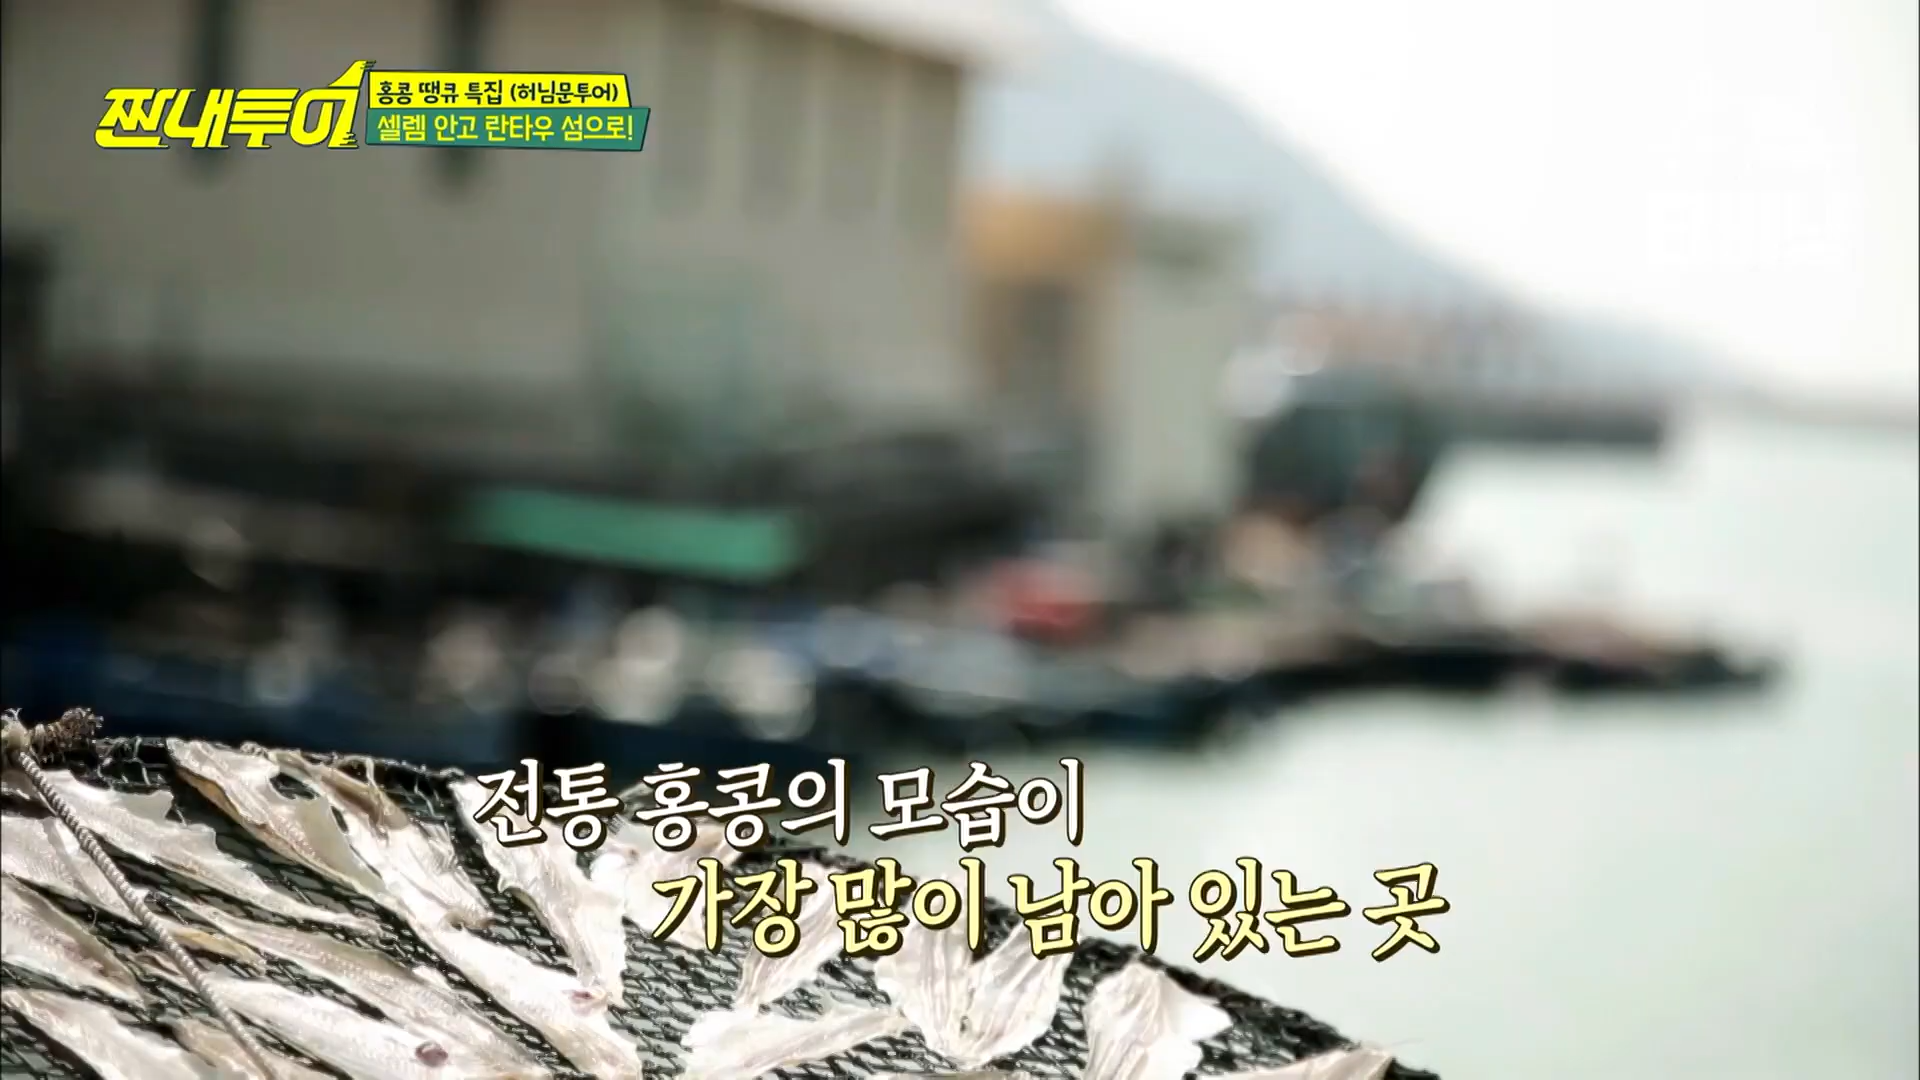 짠내투어
홍콩 땡큐 특집 (허님문투어)
셀렘 안고 란타우 섬으로!
전통 홍콩의 모습이
가장 많이 남아 있는 곳